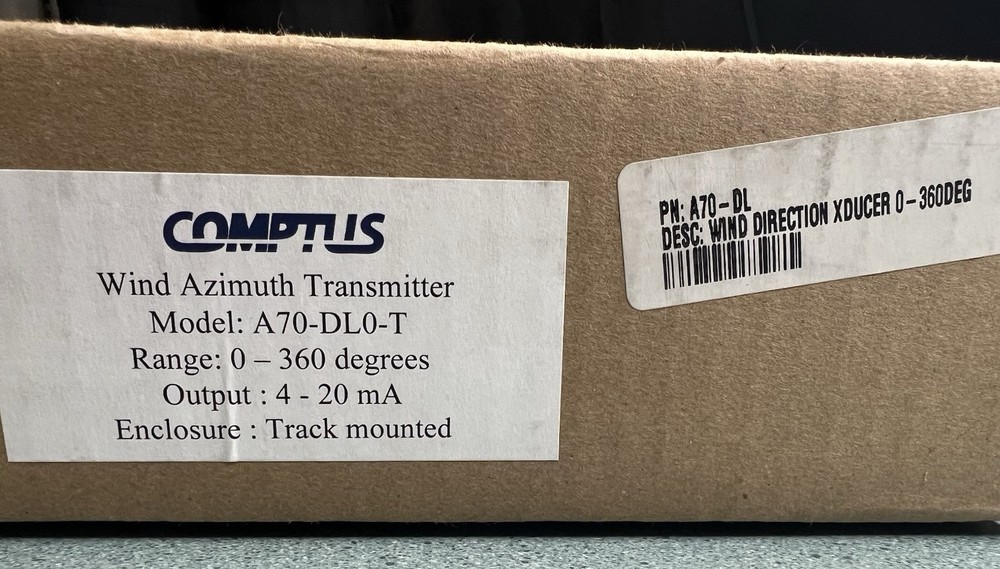 COMPTUS
Wind Azimuth Transmitter
Model: A70-DL0-T
Range: 0 – 360 degrees
Output : 4 - 20 mA
Enclosure : Track mounted
PN: A70-DL
DESC: WIND DIRECTION XDUCER 0-360DEG